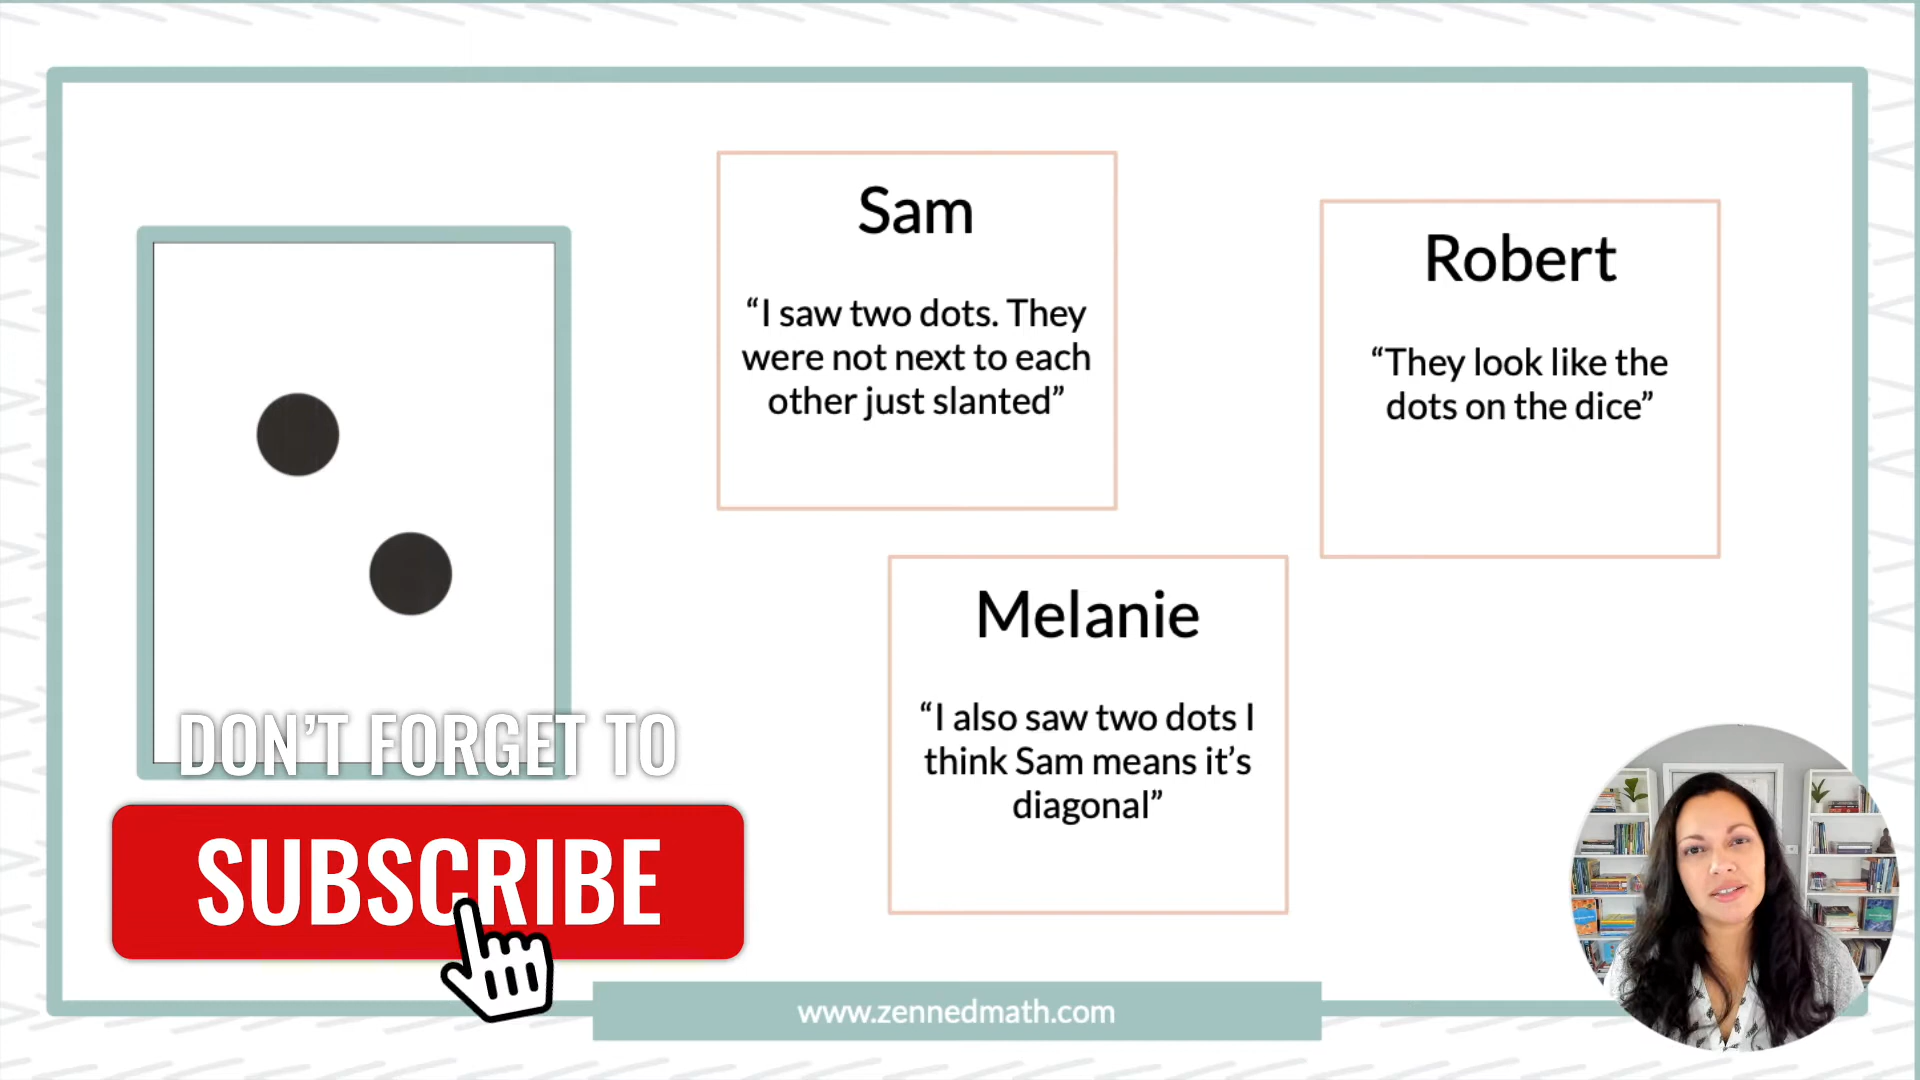 Sam
“I saw two dots. They
were not next to each
other just slanted”
Robert
“They look like the
dots on the dice”
Melanie
“I also saw two dots I
think Sam means it’s
diagonal”
DON’T FORGET TO
SUBSCRIBE
www.zennedmath.com